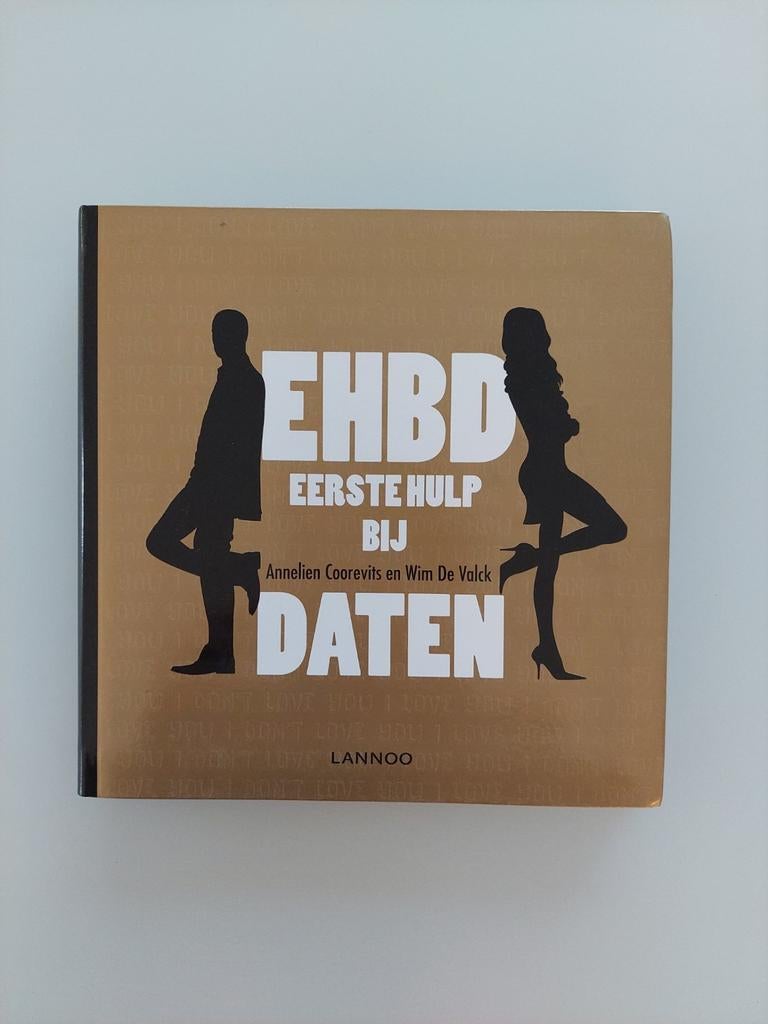 EHBD
EERSTE HULP
BIJ
Annelien Coorevits en Wim De Valck
DATEN
LANNOO